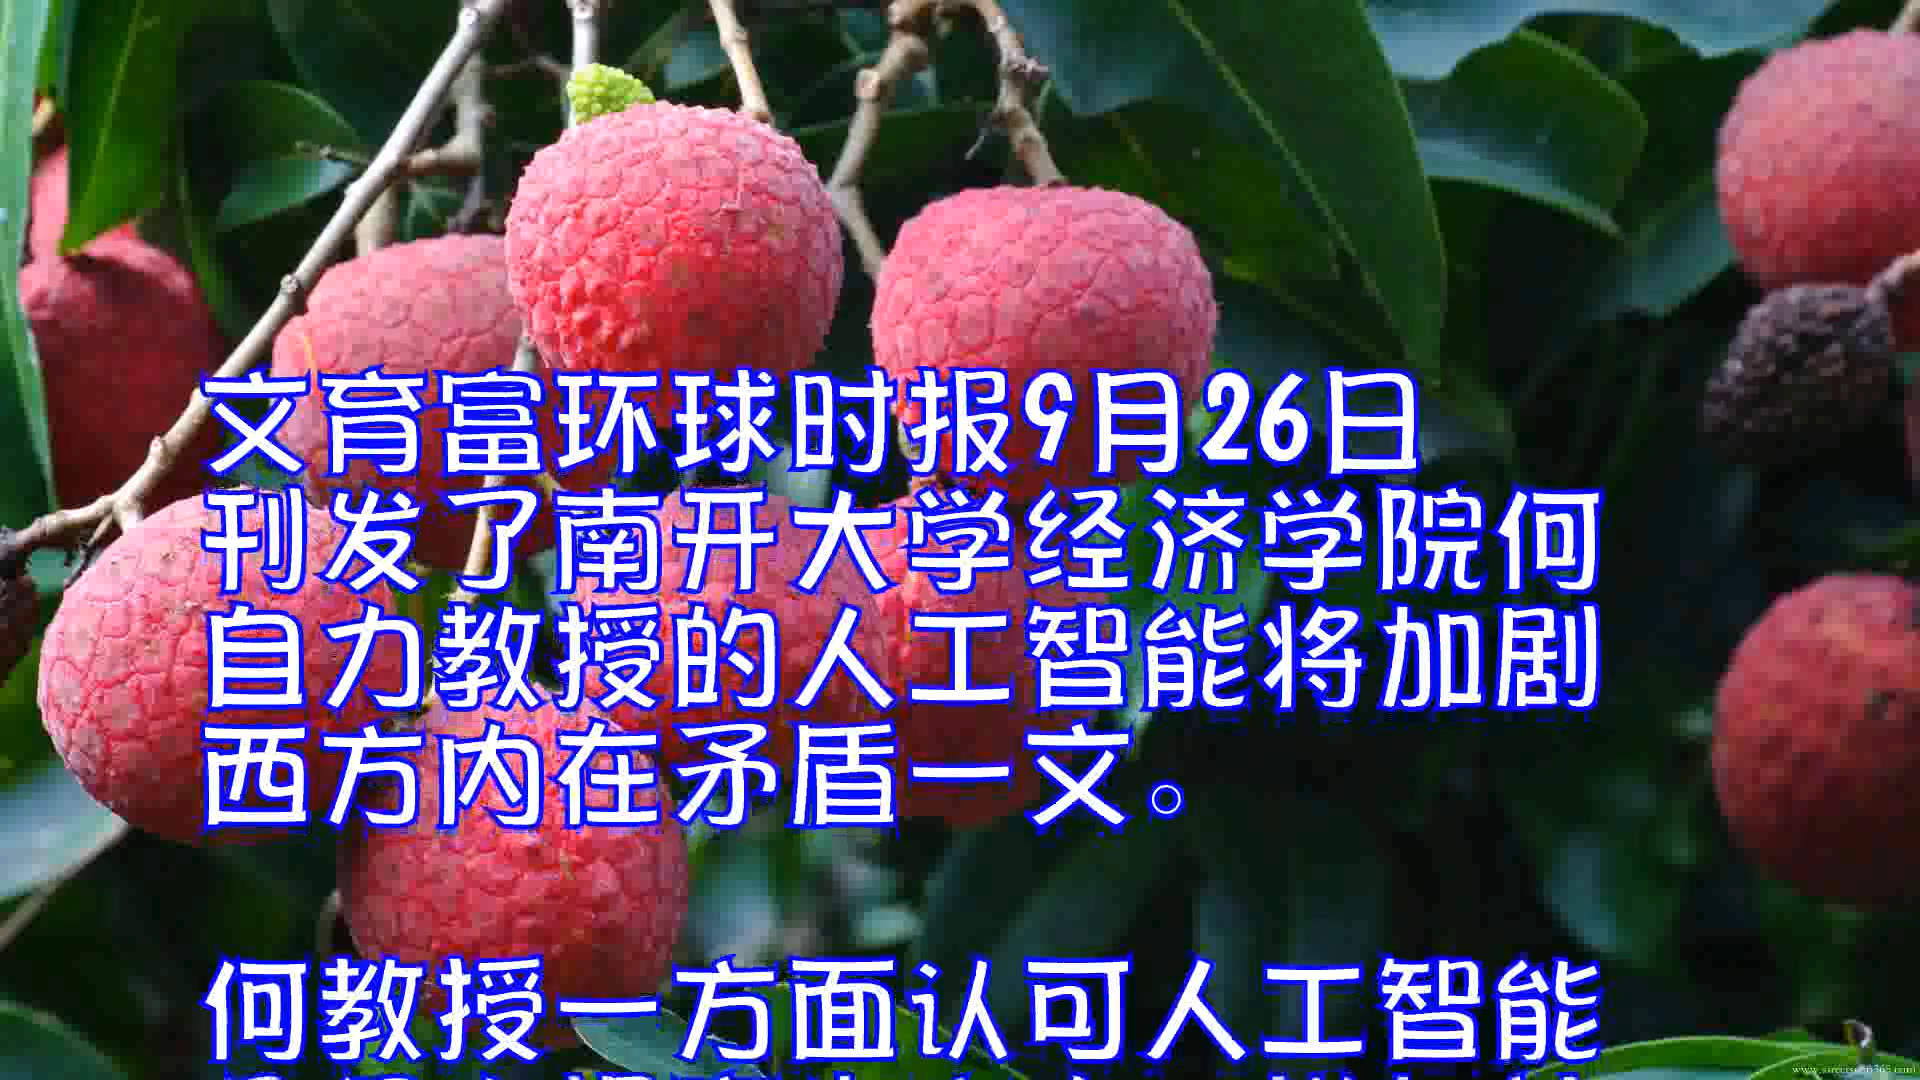 文育富环球时报9月26日
刊发了南开大学经济学院何
自力教授的人工智能将加剧
西方内在矛盾一文。
何教授一方面认可人工智能